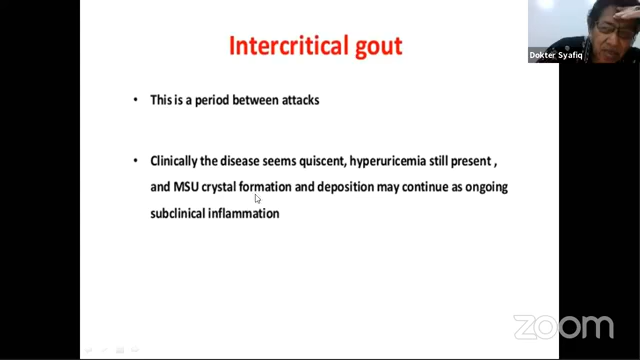 Intercritical gout
Dokter Syafiq
• This is a period between attacks
• Clinically the disease seems quiscent, hyperuricemia still present ,
and MSU crystal formation and deposition may continue as ongoing
subclinical inflammation
zoom